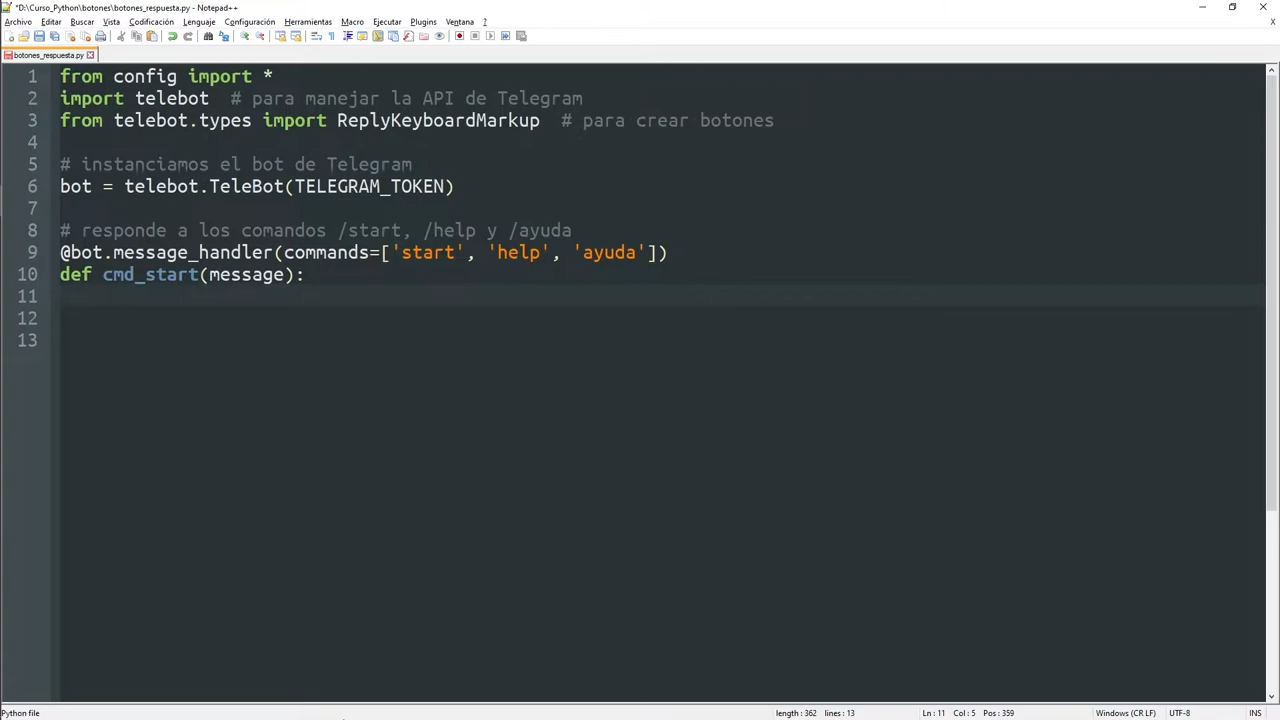 *D:\Curso_Python\botones\botones_respuesta.py - Notepad++
Archivo Editar Buscar Vista Codificación Lenguaje Configuración Herramientas Macro Ejecutar Plugins Ventana ?
botones_respuesta.py
1 from config import *
2 import telebot  # para manejar la API de Telegram
3 from telebot.types import ReplyKeyboardMarkup  # para crear botones
4
5 # instanciamos el bot de Telegram
6 bot = telebot.TeleBot(TELEGRAM_TOKEN)
7
8 # responde a los comandos /start, /help y /ayuda
9 @bot.message_handler(commands=['start', 'help', 'ayuda'])
10 def cmd_start(message):
11
12
13
Python file length : 362 lines : 13 Ln : 11 Col : 5 Pos : 359 Windows (CR LF) UTF-8 INS